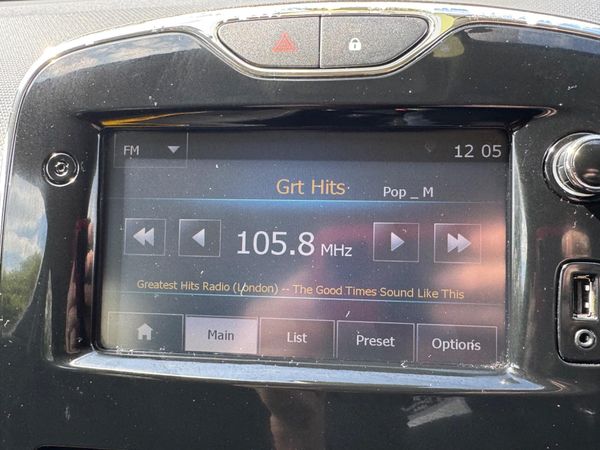 FM
12 05
Grt Hits
Pop _ M
105.8 MHz
Greatest Hits Radio (London) -- The Good Times Sound Like This
Main
List
Preset
Options